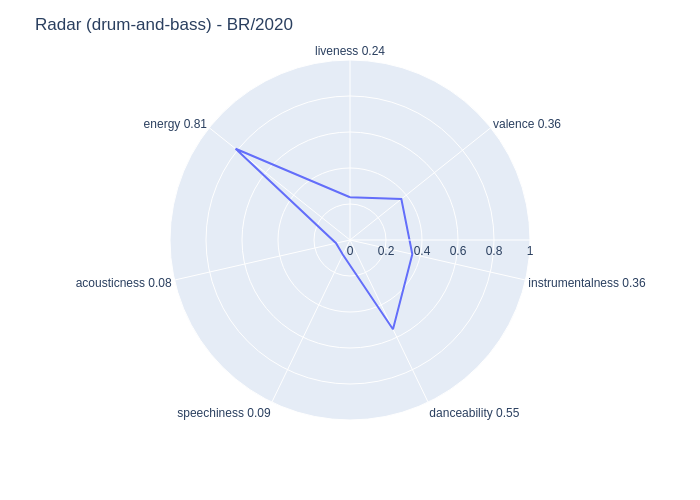 Radar (drum-and-bass) - BR/2020
liveness 0.24
energy 0.81
valence 0.36
0 0.2 0.4 0.6 0.8 1
acousticness 0.08
instrumentalness 0.36
speechiness 0.09
danceability 0.55